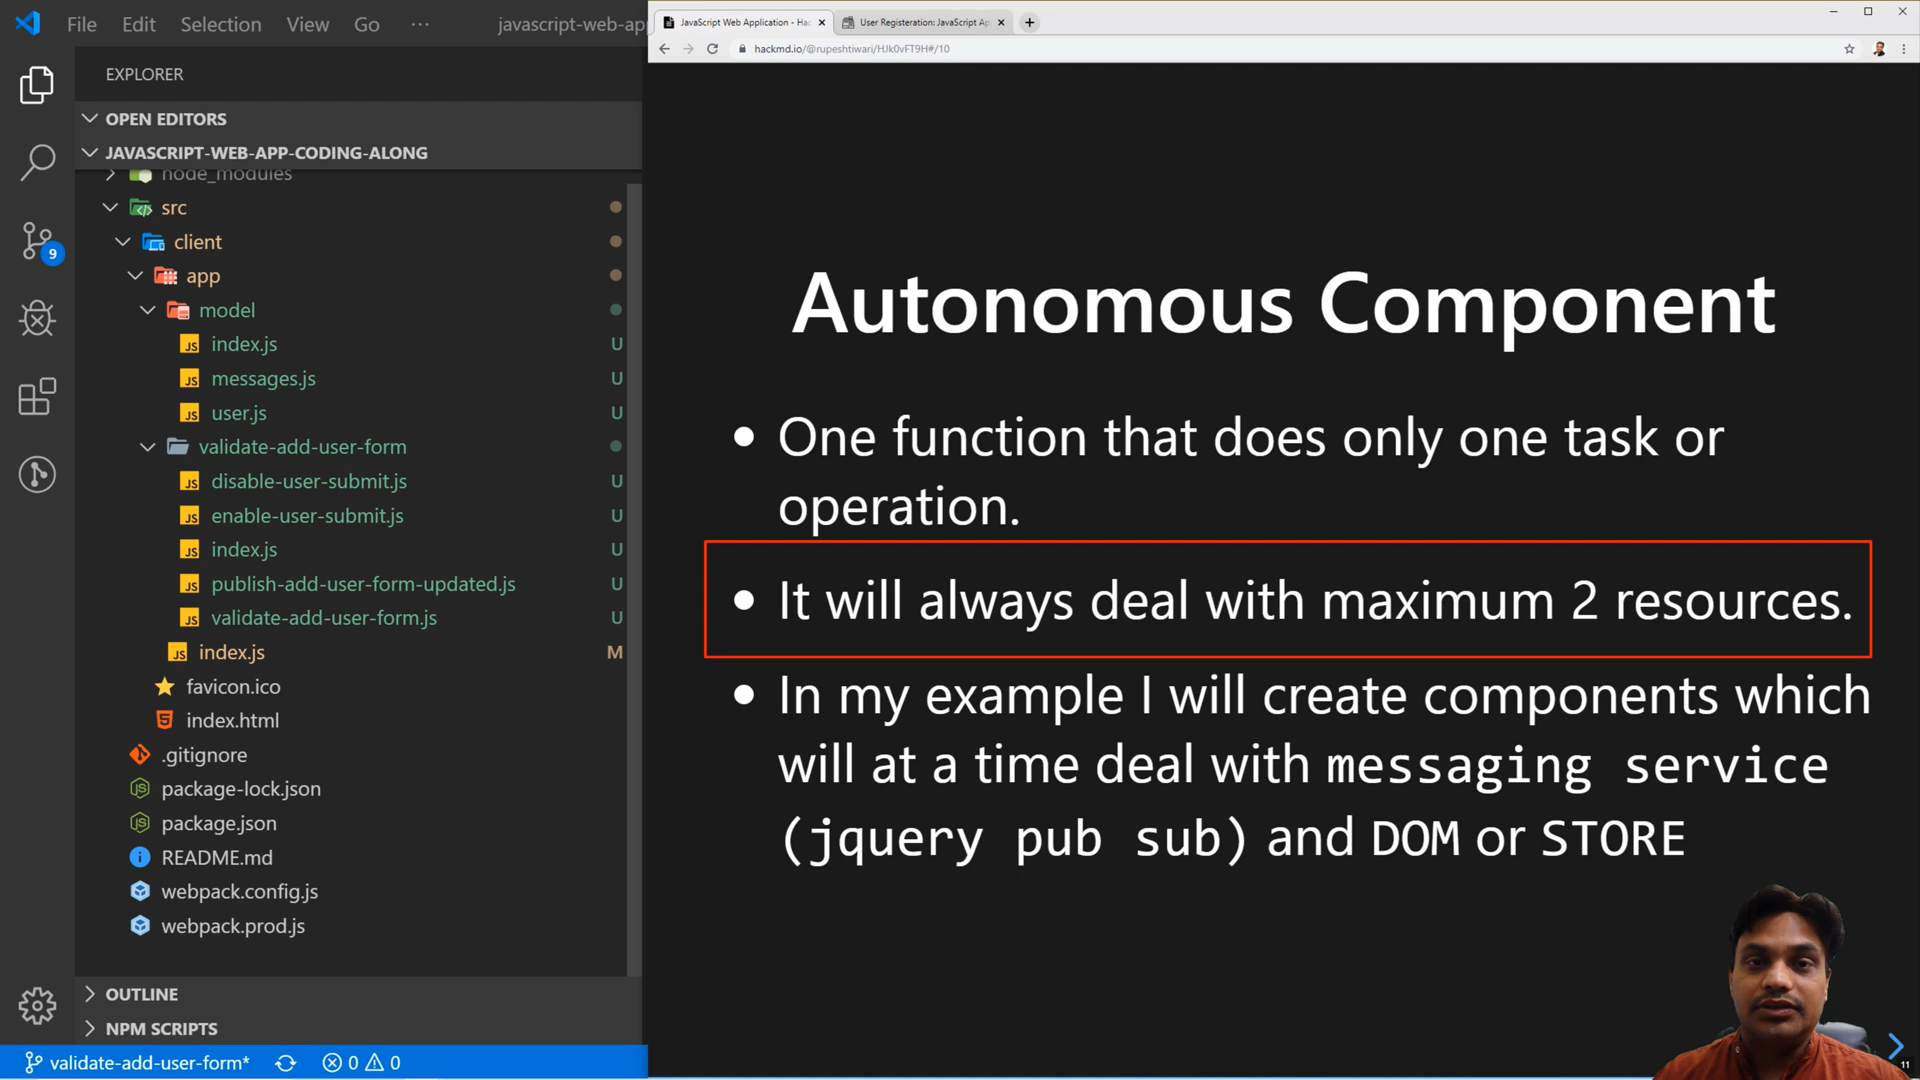 File Edit Selection View Go ··· javascript-web-ap
EXPLORER
OPEN EDITORS
JAVASCRIPT-WEB-APP-CODING-ALONG
node_modules
src
client
app
model
index.js U
messages.js U
user.js U
validate-add-user-form
disable-user-submit.js U
enable-user-submit.js U
index.js U
publish-add-user-form-updated.js U
validate-add-user-form.js U
index.js M
favicon.ico
index.html
.gitignore
package-lock.json
package.json
README.md
webpack.config.js
webpack.prod.js
OUTLINE
NPM SCRIPTS
9
validate-add-user-form* 0 0
JavaScript Web Application - Hac
User Registeration: JavaScript Ap
hackmd.io/@rupeshtiwari/HJk0vFT9H#/10
Autonomous Component
• One function that does only one task or
operation.
• It will always deal with maximum 2 resources.
• In my example I will create components which
will at a time deal with messaging service
(jquery pub sub) and DOM or STORE
11